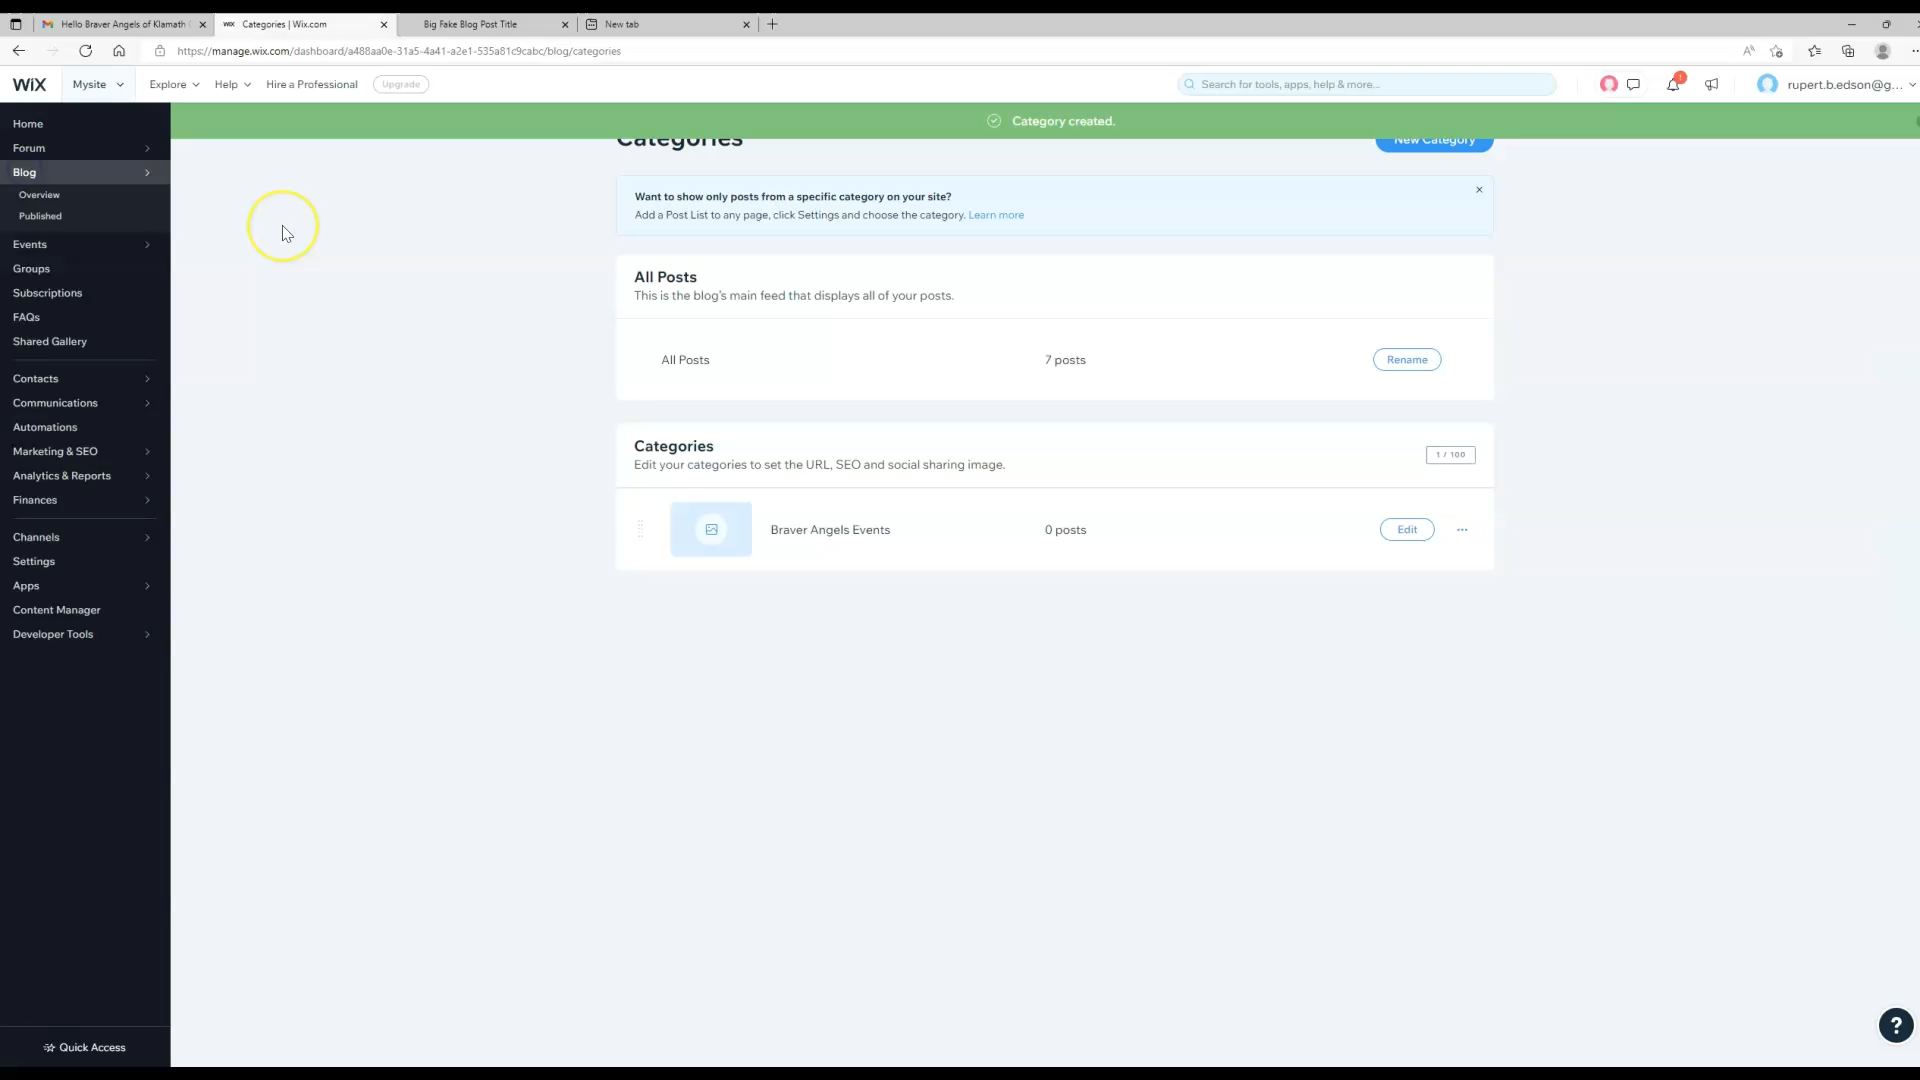 Hello Braver Angels of Klamath
WiX Categories | Wix.com
Big Fake Blog Post Title
New tab
https://manage.wix.com/dashboard/a488aa0e-31a5-4a41-a2e1-535a81c9cabc/blog/categories
WiX
Mysite
Explore
Help
Hire a Professional
Upgrade
Search for tools, apps, help & more...
rupert.b.edson@g...
Category created.
Categories
New Category
Home
Forum
Blog
Overview
Published
Events
Groups
Subscriptions
FAQs
Shared Gallery
Contacts
Communications
Automations
Marketing & SEO
Analytics & Reports
Finances
Channels
Settings
Apps
Content Manager
Developer Tools
Quick Access
Want to show only posts from a specific category on your site?
Add a Post List to any page, click Settings and choose the category. Learn more
All Posts
This is the blog's main feed that displays all of your posts.
All Posts 7 posts Rename
Categories
Edit your categories to set the URL, SEO and social sharing image.
1 / 100
Braver Angels Events 0 posts Edit ...
?